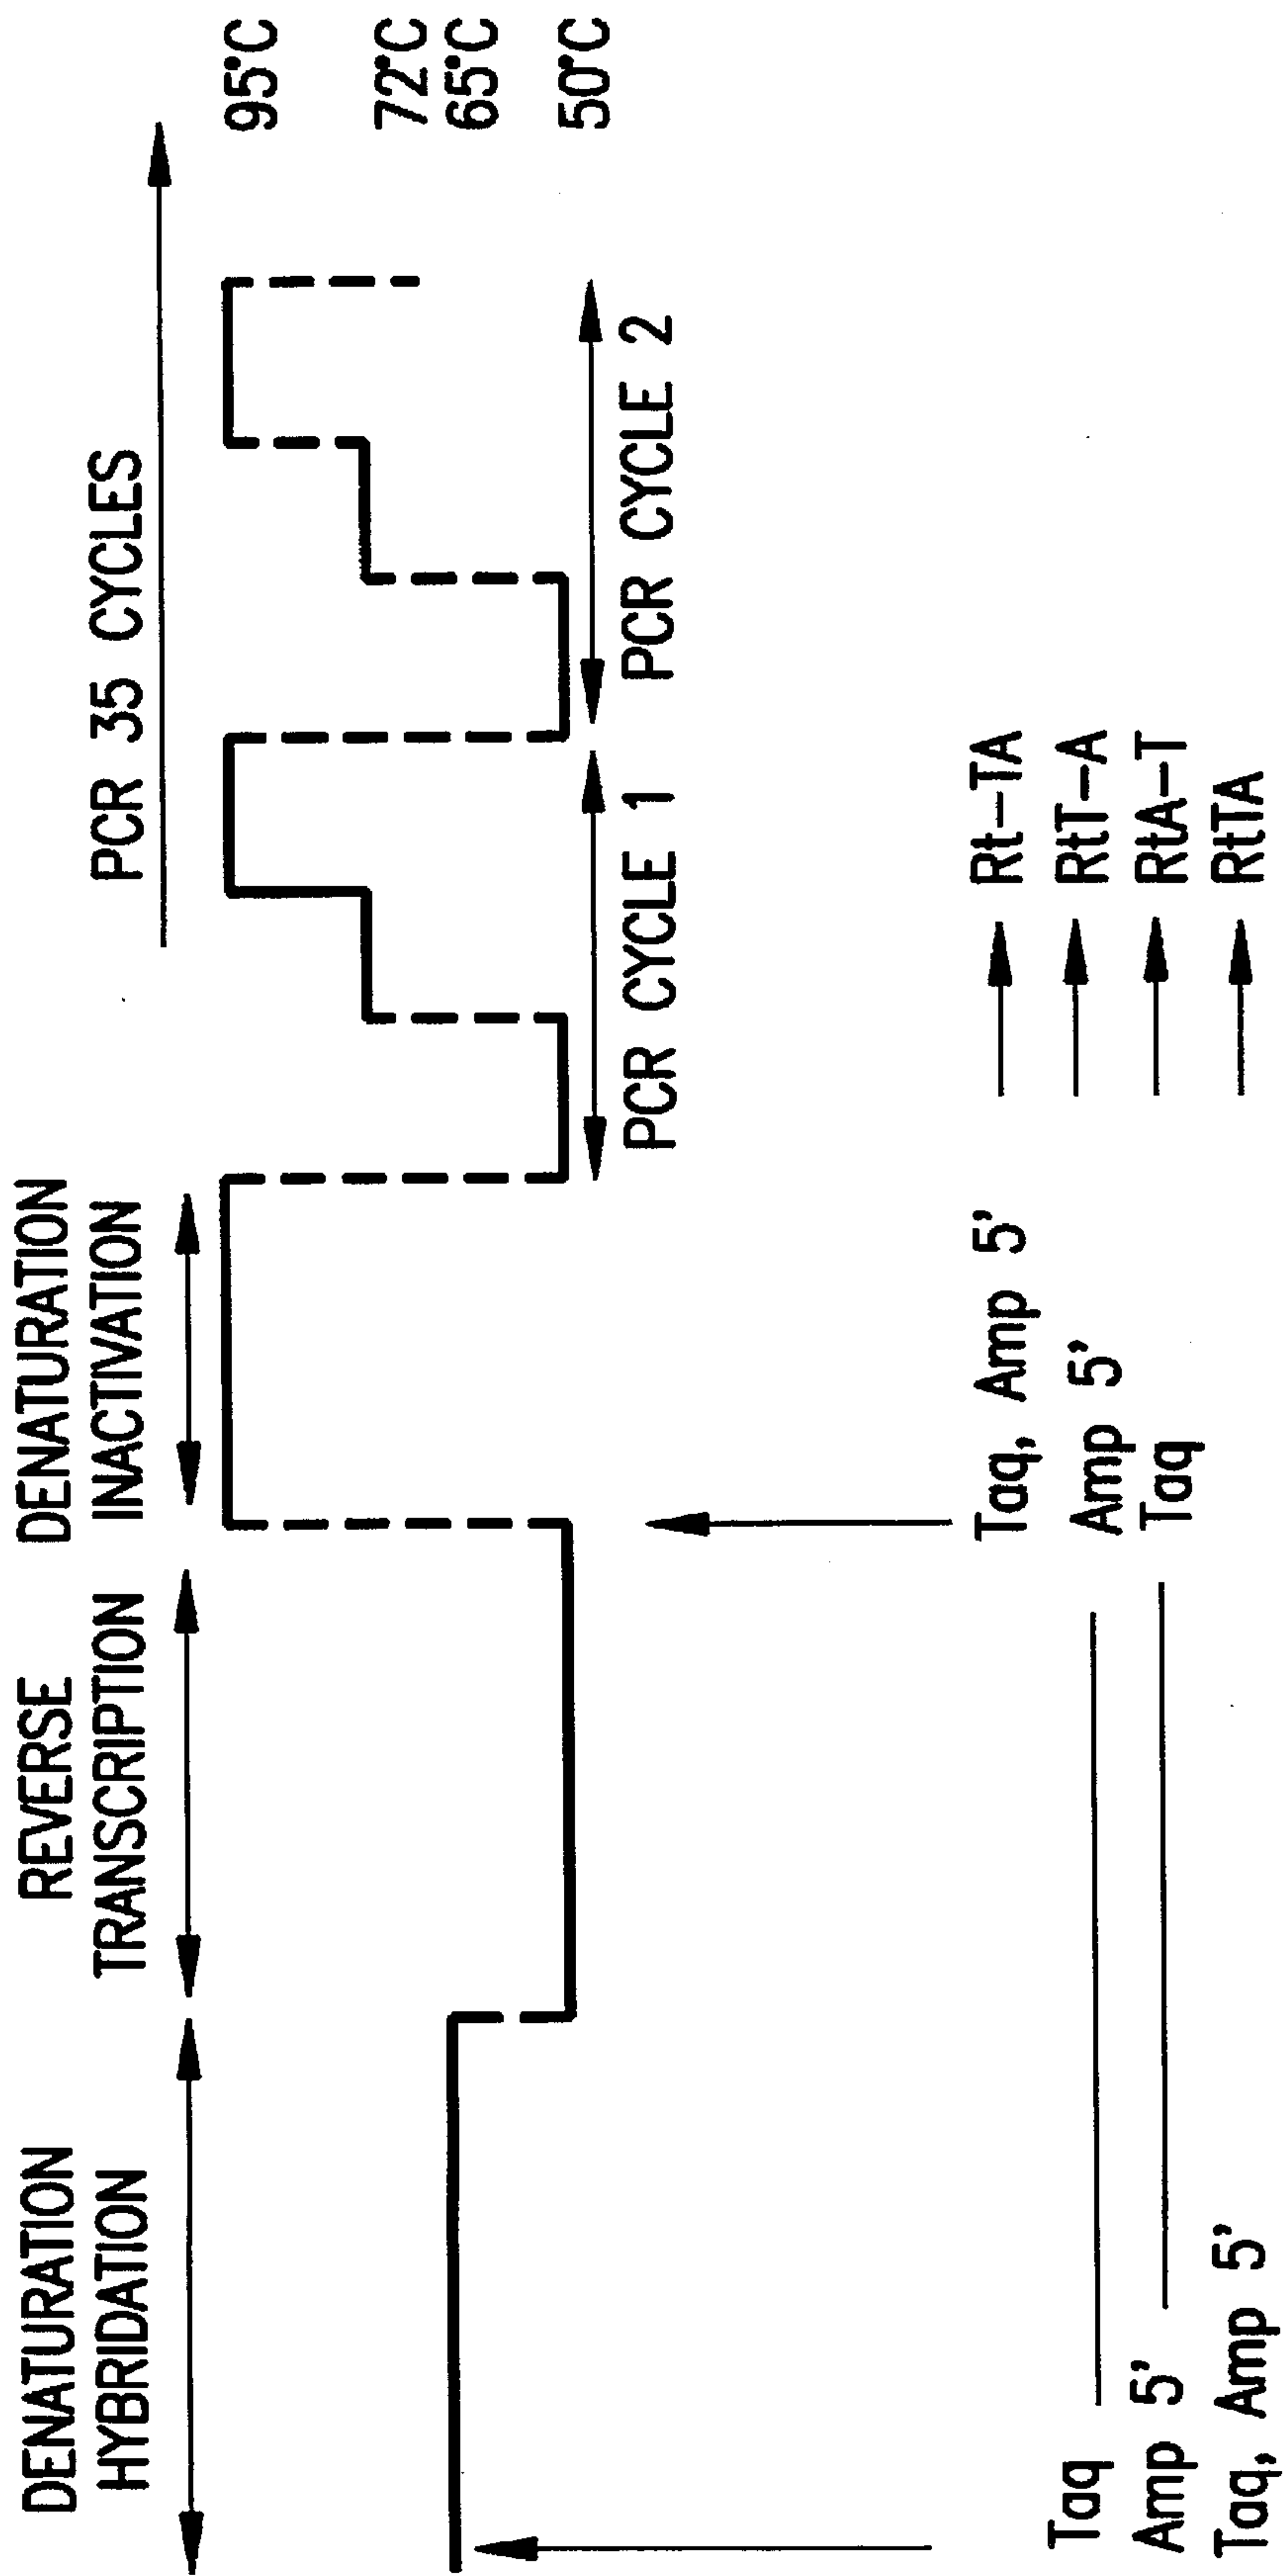 PCR 35 CYCLES
DENATURATION
HYBRIDATION
REVERSE
TRANSCRIPTION
DENATURATION
INACTIVATION
95°C
72°C
65°C
50°C
PCR CYCLE 1
PCR CYCLE 2
Taq, Amp 5' Rt-TA
Taq Amp 5' RtT-A
Amp 5' Taq RtA-T
Taq, Amp 5' RtTA